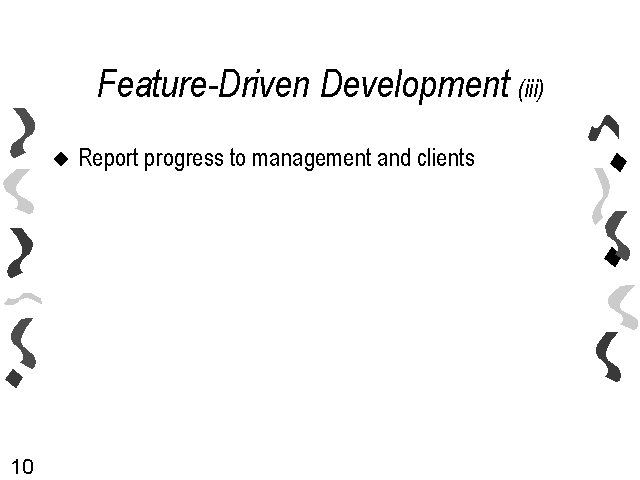 Feature-Driven Development (iii)
◆ Report progress to management and clients
10